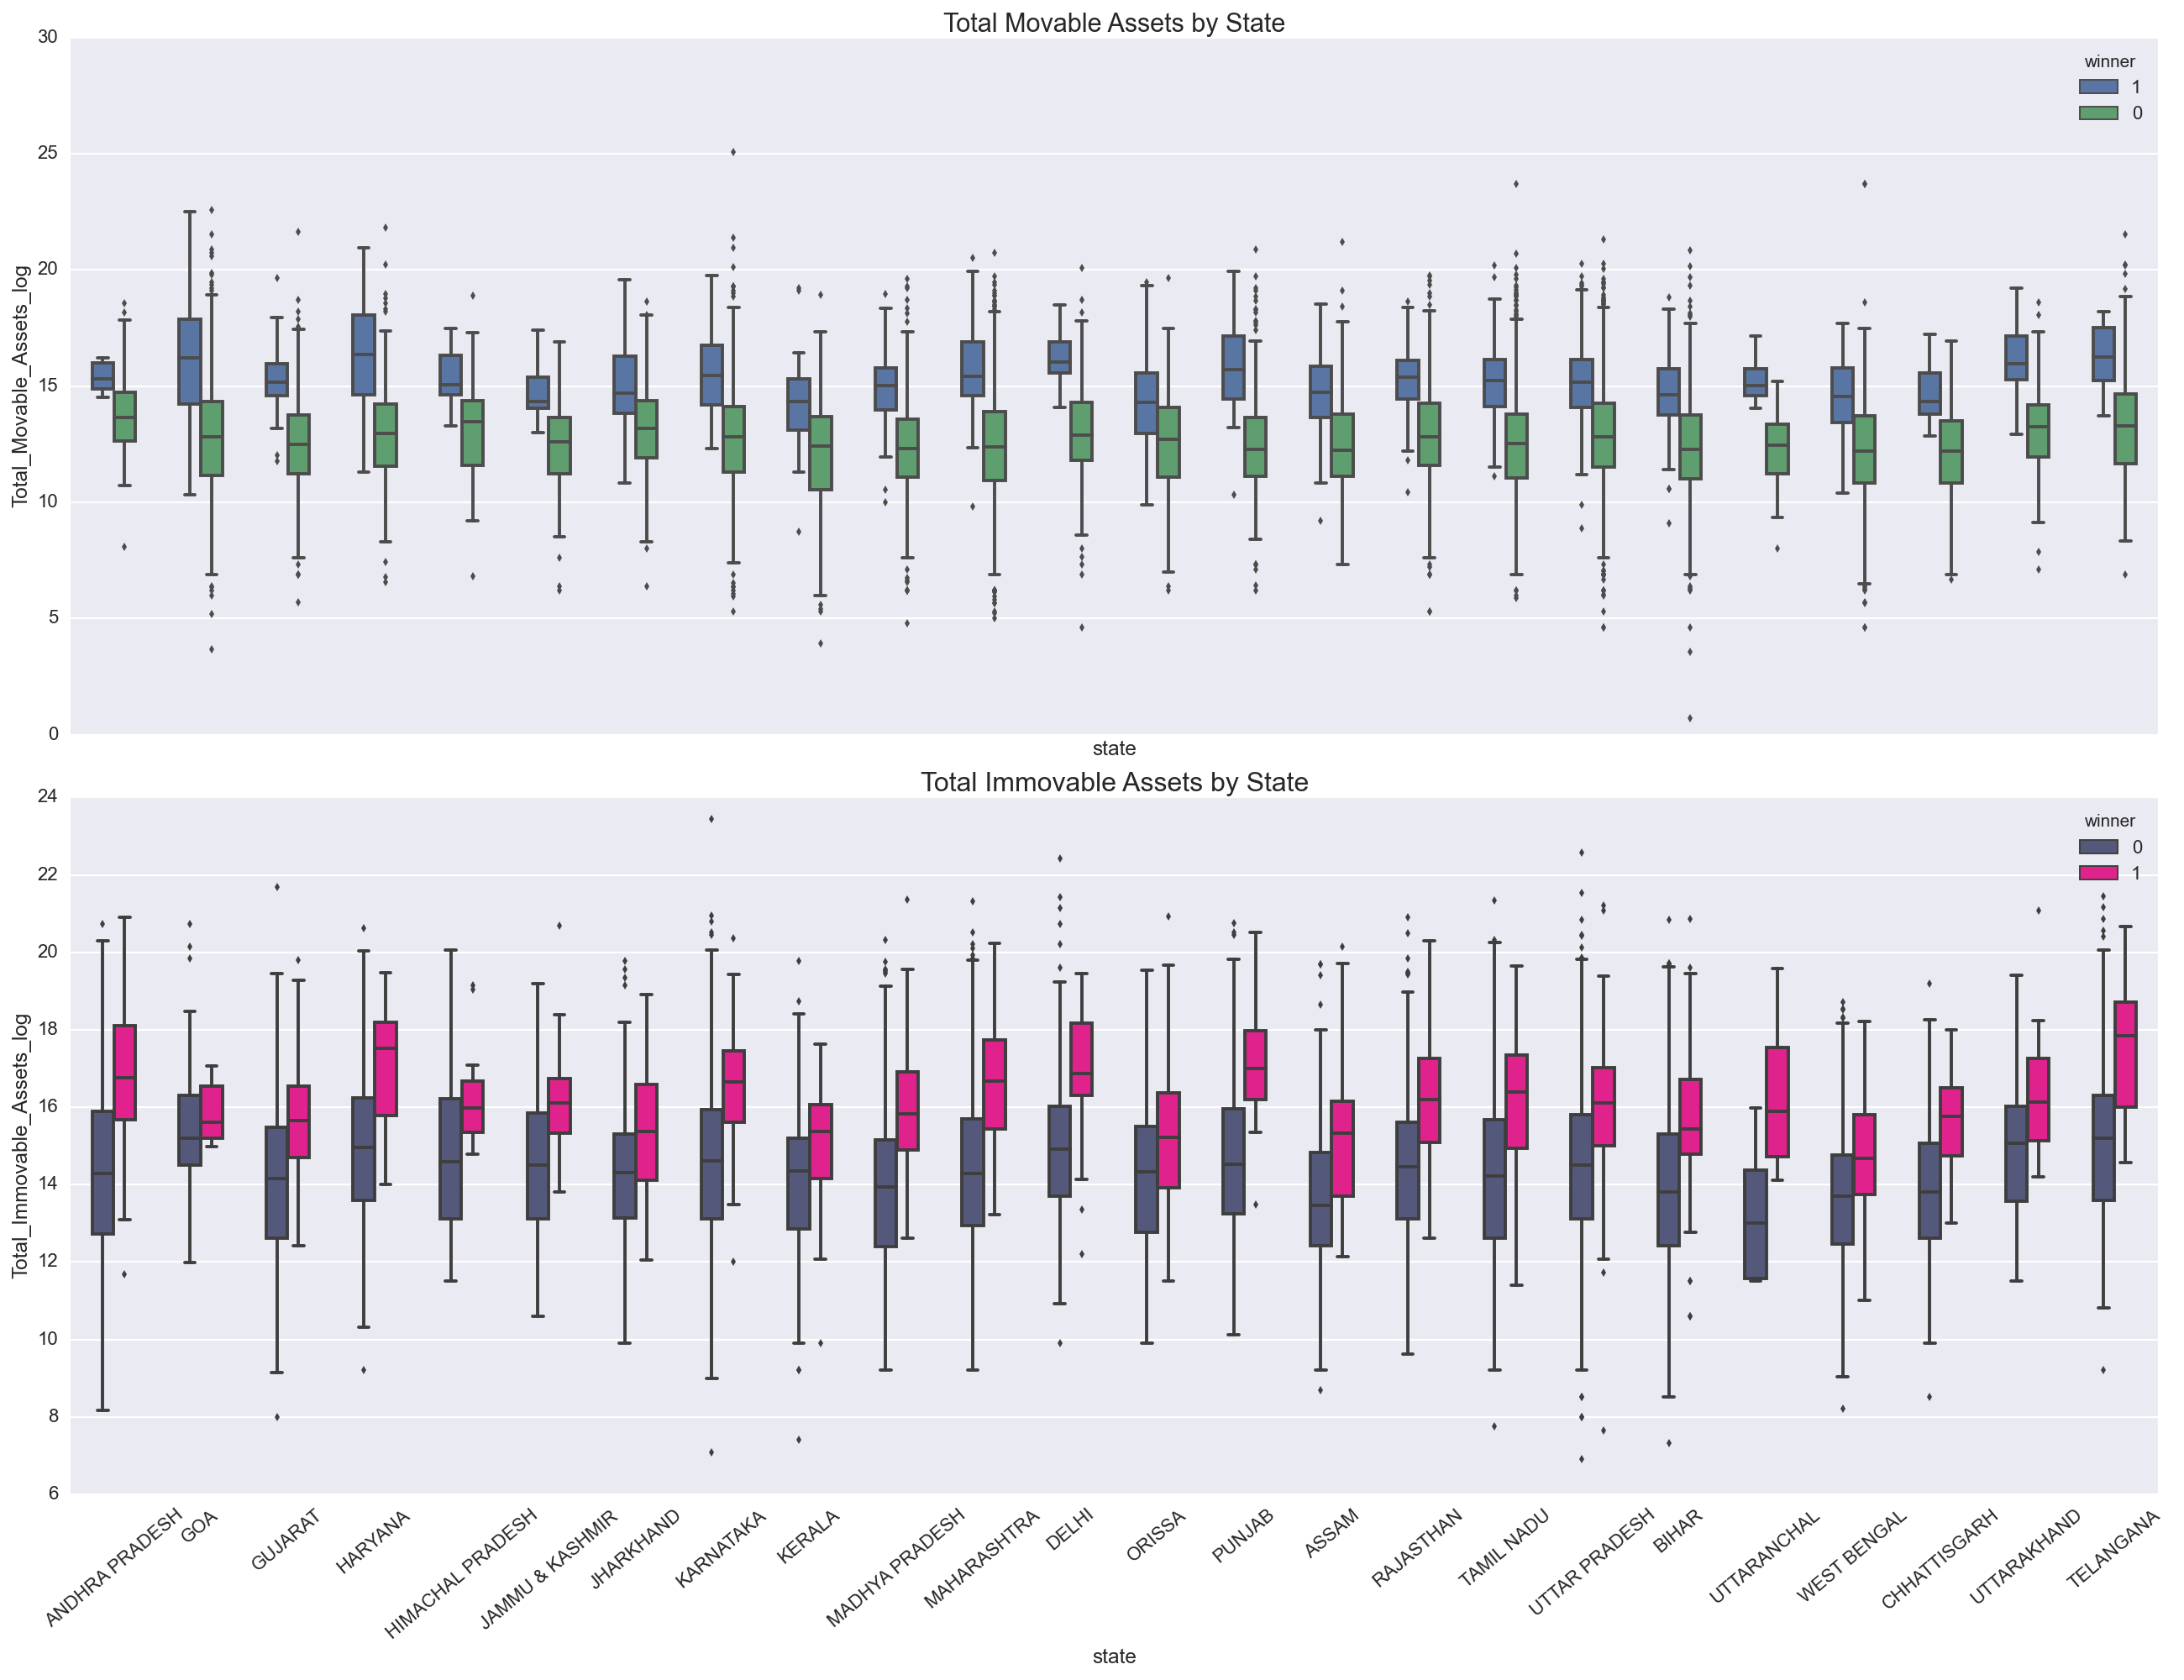 Total Movable Assets by State
30
25
20
15
10
5
0
Total_Movable_Assets_log
winner
1
0
state
Total Immovable Assets by State
24
22
20
18
16
14
12
10
8
6
Total_Immovable_Assets_log
winner
0
1
ANDHRA PRADESH
GOA
GUJARAT
HARYANA
HIMACHAL PRADESH
JAMMU & KASHMIR
JHARKHAND
KARNATAKA
KERALA
MADHYA PRADESH
MAHARASHTRA
DELHI
ORISSA
PUNJAB
ASSAM
RAJASTHAN
TAMIL NADU
UTTAR PRADESH
BIHAR
UTTARANCHAL
WEST BENGAL
CHHATTISGARH
UTTARAKHAND
TELANGANA
state